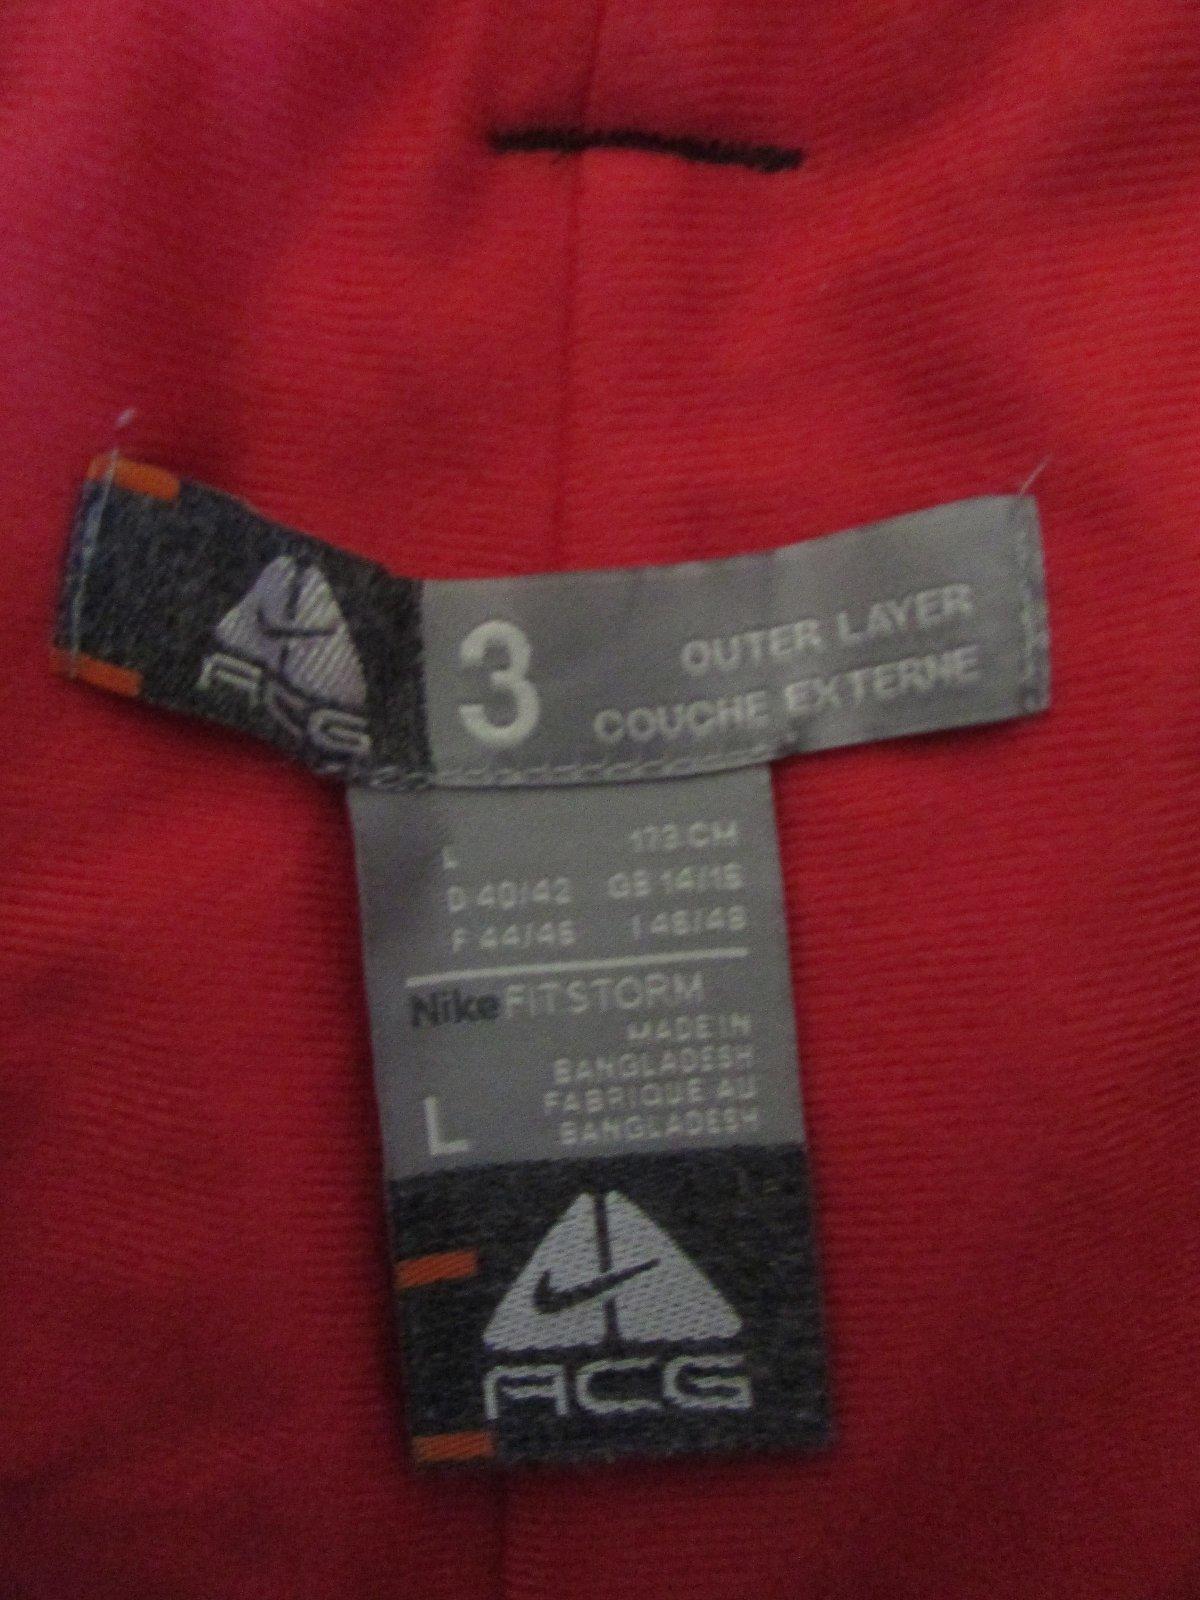 ACG
3
OUTER LAYER
COUCHE EXTERNE
L 173 CM
D 40/42 GB 14/16
F 44/46 I 46/48
Nike FITSTORM
MADE IN
BANGLADESH
FABRIQUE AU
BANGLADESH
L
ACG